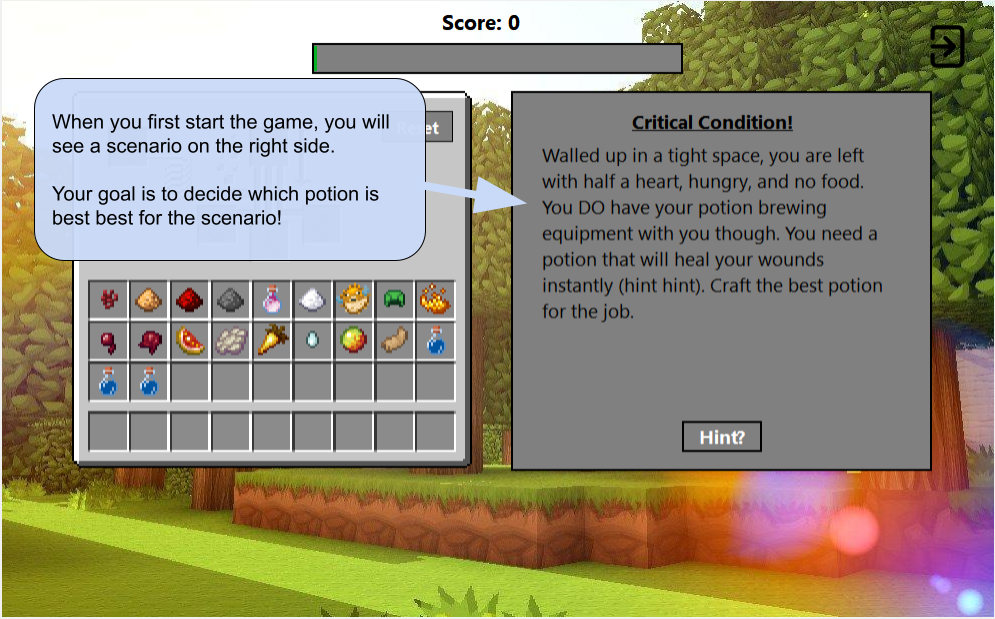 Score: 0
When you first start the game, you will
see a scenario on the right side.
Your goal is to decide which potion is
best best for the scenario!
Critical Condition!
Walled up in a tight space, you are left
with half a heart, hungry, and no food.
You DO have your potion brewing
equipment with you though. You need a
potion that will heal your wounds
instantly (hint hint). Craft the best potion
for the job.
Hint?